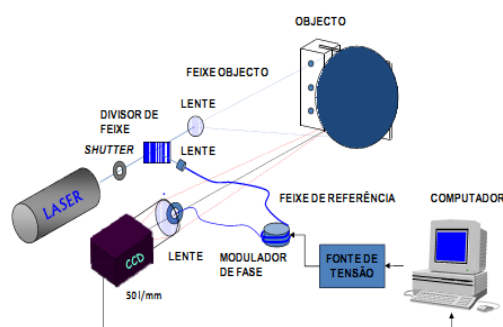 OBJECTO
FEIXE OBJECTO
LENTE
DIVISOR DE
FEIXE
SHUTTER
LENTE
LASER
FEIXE DE REFERÊNCIA
COMPUTADOR
CCD
LENTE
MODULADOR
DE FASE
FONTE DE
TENSÃO
50 l/mm